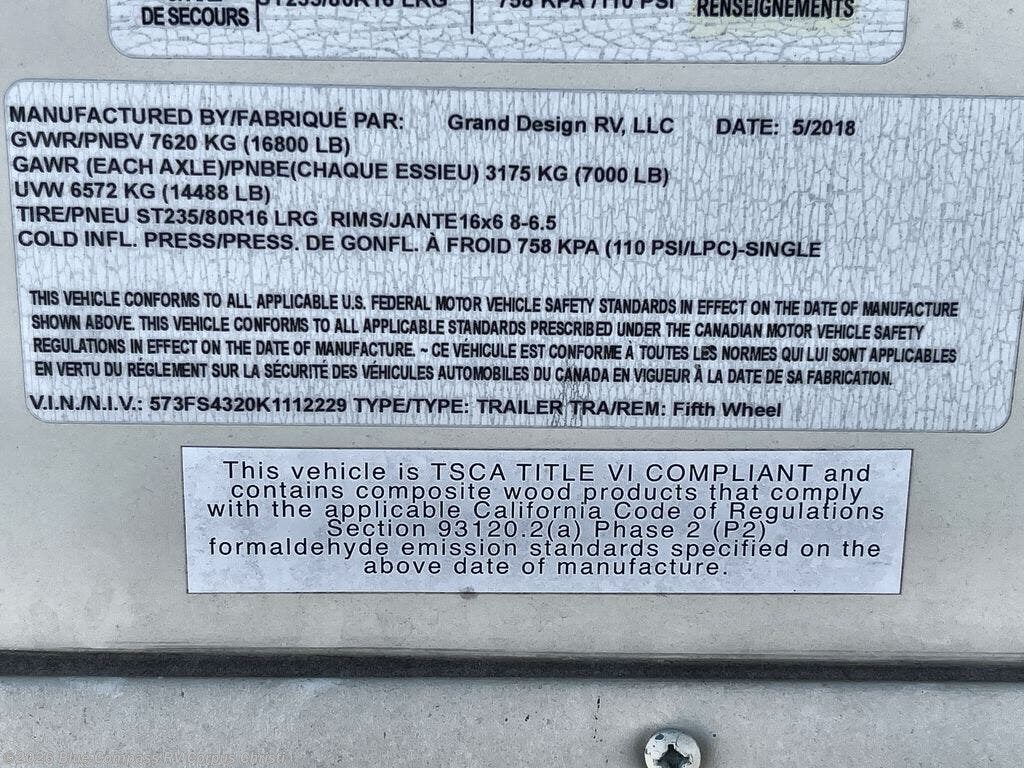 DE SECOURS ST235/80R16 LRG 758 KPA /110 PSI RENSEIGNEMENTS
MANUFACTURED BY/FABRIQUÉ PAR: Grand Design RV, LLC DATE: 5/2018
GVWR/PNBV 7620 KG (16800 LB)
GAWR (EACH AXLE)/PNBE(CHAQUE ESSIEU) 3175 KG (7000 LB)
UVW 6572 KG (14488 LB)
TIRE/PNEU ST235/80R16 LRG RIMS/JANTE16x6 8-6.5
COLD INFL. PRESS/PRESS. DE GONFL. À FROID 758 KPA (110 PSI/LPC)-SINGLE
THIS VEHICLE CONFORMS TO ALL APPLICABLE U.S. FEDERAL MOTOR VEHICLE SAFETY STANDARDS IN EFFECT ON THE DATE OF MANUFACTURE
SHOWN ABOVE. THIS VEHICLE CONFORMS TO ALL APPLICABLE STANDARDS PRESCRIBED UNDER THE CANADIAN MOTOR VEHICLE SAFETY
REGULATIONS IN EFFECT ON THE DATE OF MANUFACTURE. ~ CE VÉHICULE EST CONFORME À TOUTES LES NORMES QUI LUI SONT APPLICABLES
EN VERTU DU RÉGLEMENT SUR LA SÉCURITÉ DES VÉHICULES AUTOMOBILES DU CANADA EN VIGUEUR À LA DATE DE SA FABRICATION.
V.I.N./N.I.V.: 573FS4320K1112229 TYPE/TYPE: TRAILER TRA/REM: Fifth Wheel
This vehicle is TSCA TITLE VI COMPLIANT and
contains composite wood products that comply
with the applicable California Code of Regulations
Section 93120.2(a) Phase 2 (P2)
formaldehyde emission standards specified on the
above date of manufacture.